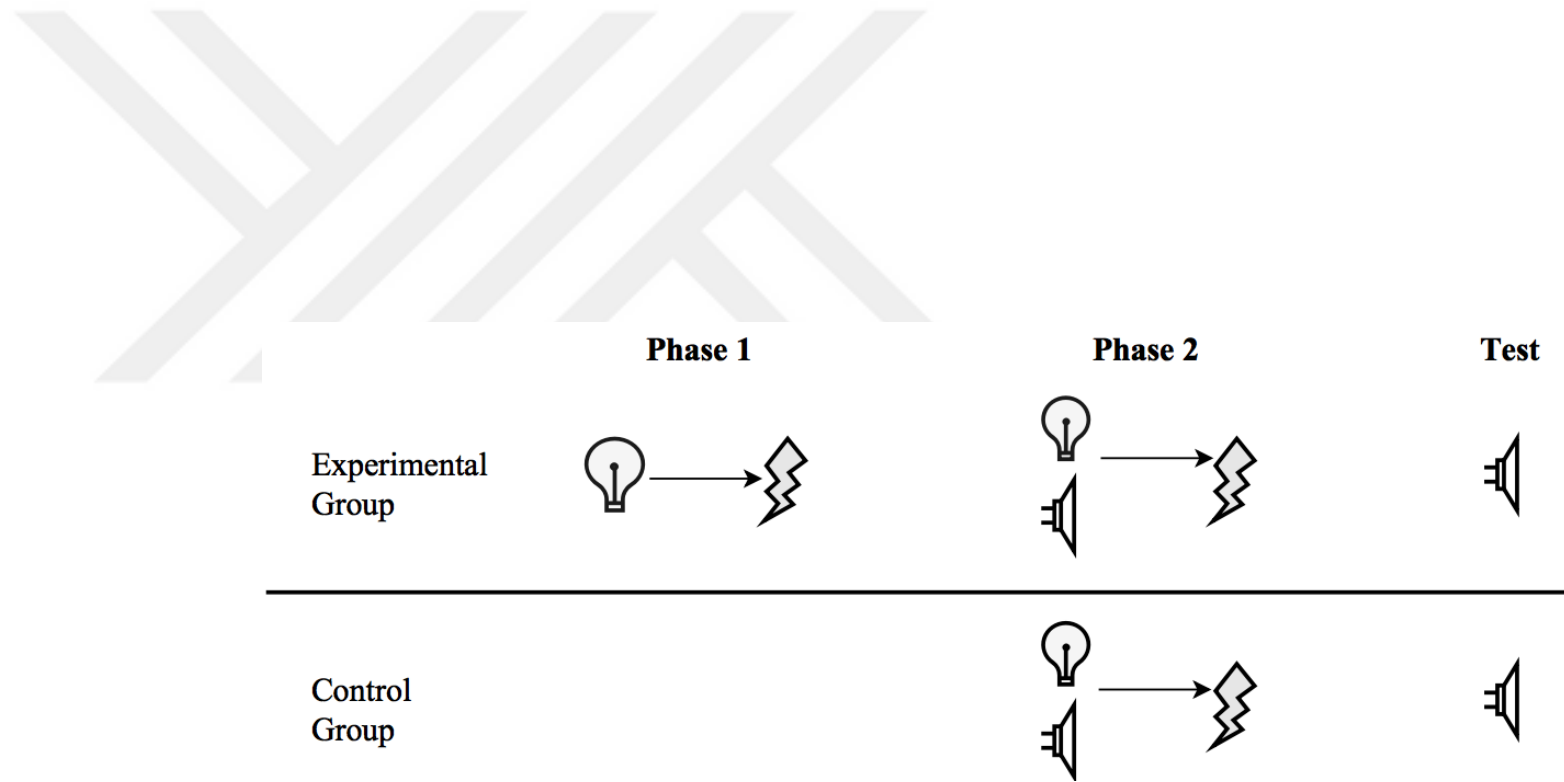 Phase 1 Phase 2 Test
Experimental
Group
Control
Group